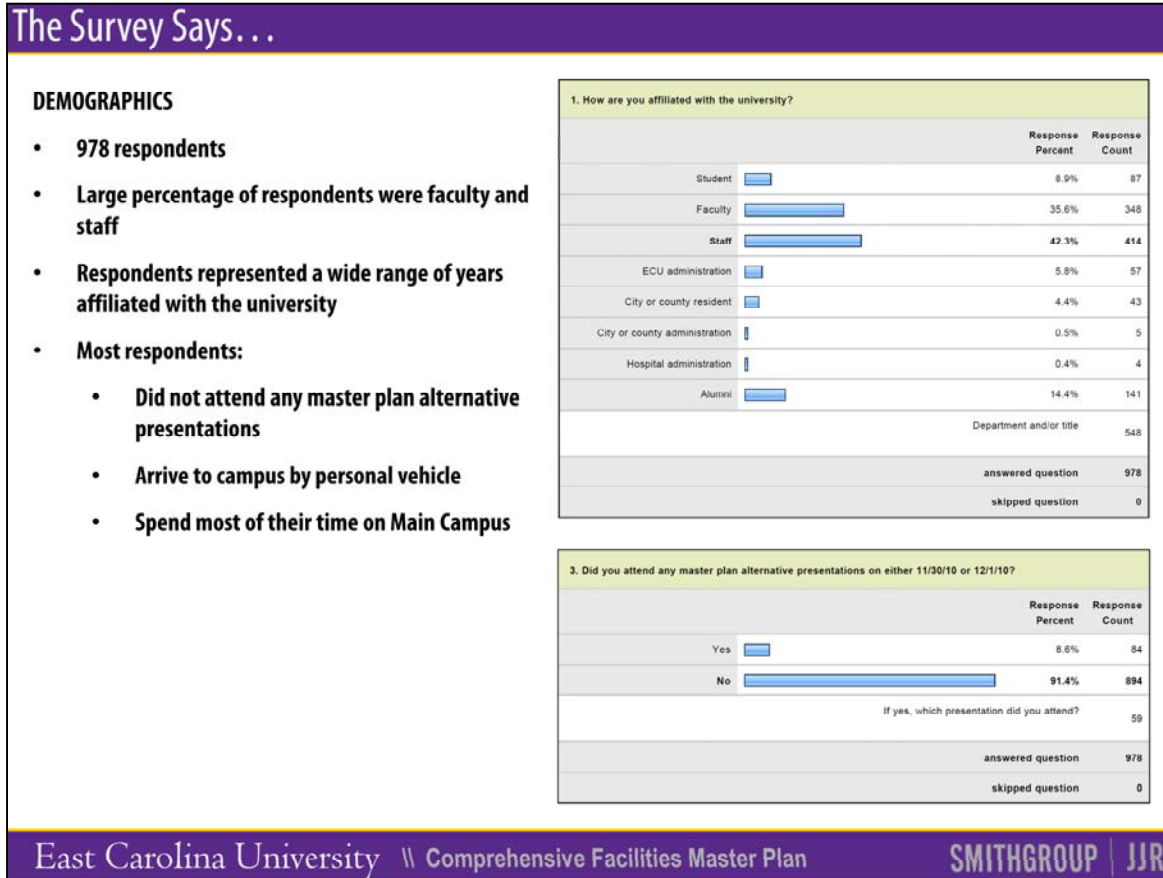 The Survey Says...
DEMOGRAPHICS
• 978 respondents
• Large percentage of respondents were faculty and
staff
• Respondents represented a wide range of years
affiliated with the university
• Most respondents:
• Did not attend any master plan alternative
presentations
• Arrive to campus by personal vehicle
• Spend most of their time on Main Campus
1. How are you affiliated with the university?
Response Response
Percent Count
Student 8.9% 87
Faculty 35.6% 348
Staff 42.3% 414
ECU administration 5.8% 57
City or county resident 4.4% 43
City or county administration 0.5% 5
Hospital administration 0.4% 4
Alumni 14.4% 141
Department and/or title 548
answered question 978
skipped question 0
3. Did you attend any master plan alternative presentations on either 11/30/10 or 12/1/10?
Response Response
Percent Count
Yes 8.6% 84
No 91.4% 894
If yes, which presentation did you attend? 59
answered question 978
skipped question 0
East Carolina University \\ Comprehensive Facilities Master Plan SMITHGROUP | JJR